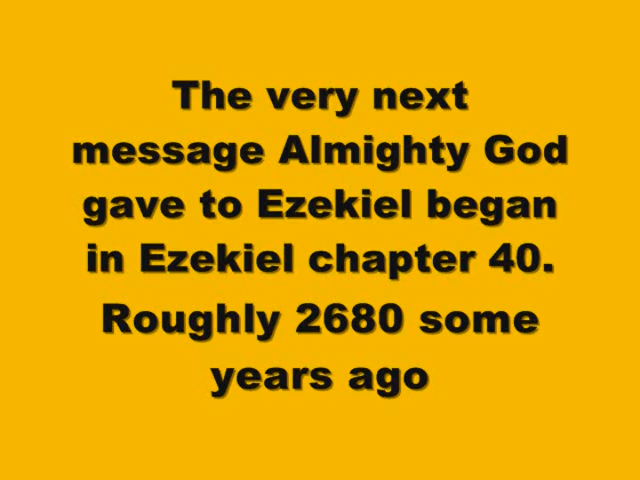 The very next
message Almighty God
gave to Ezekiel began
in Ezekiel chapter 40.
Roughly 2680 some
years ago